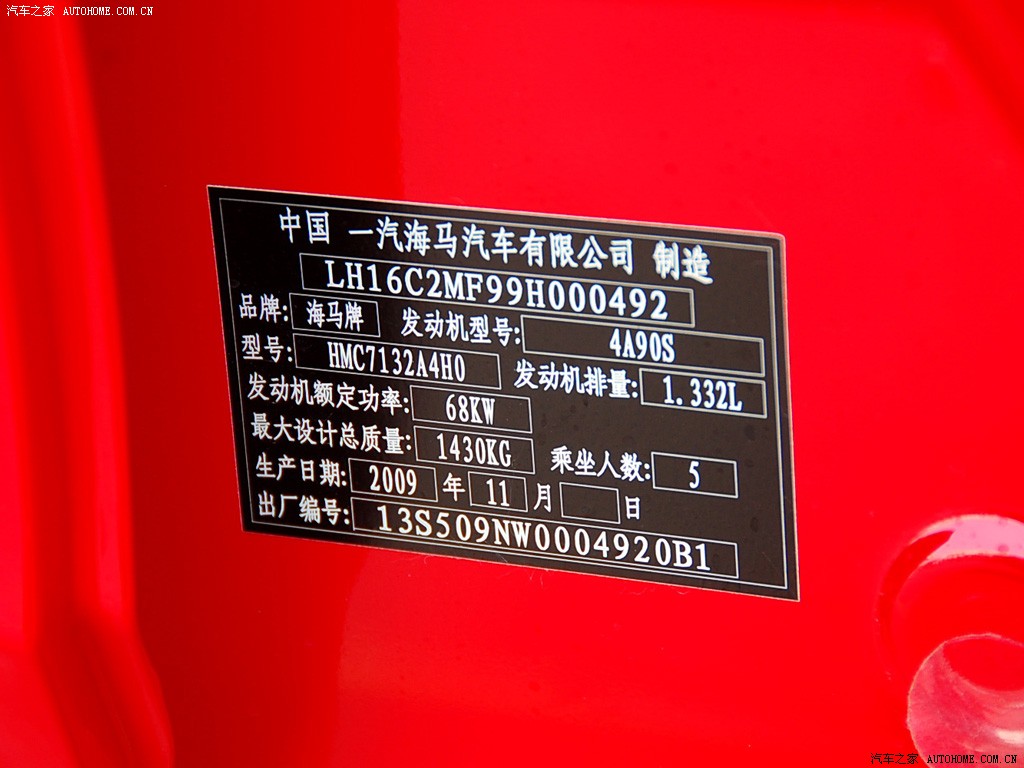 汽车之家 AUTOHOME.COM.CN
中国 一汽海马汽车有限公司 制造
LH16C2MF99H000492
品牌: 海马牌 发动机型号: 4A90S
型号: HMC7132A4H0 发动机排量: 1.332L
发动机额定功率: 68KW
最大设计总质量: 1430KG 乘坐人数: 5
生产日期: 2009 年 11 月 日
出厂编号: 13S509NW0004920B1
汽车之家 AUTOHOME.COM.CN